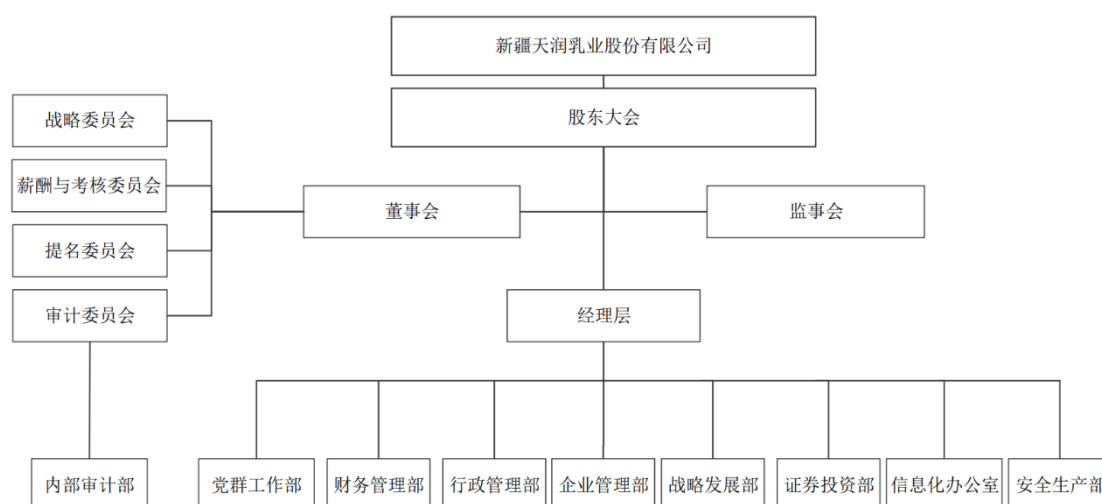 新疆天润乳业股份有限公司
股东大会
战略委员会
薪酬与考核委员会
提名委员会
审计委员会
董事会
监事会
经理层
内部审计部
党群工作部
财务管理部
行政管理部
企业管理部
战略发展部
证券投资部
信息化办公室
安全生产部